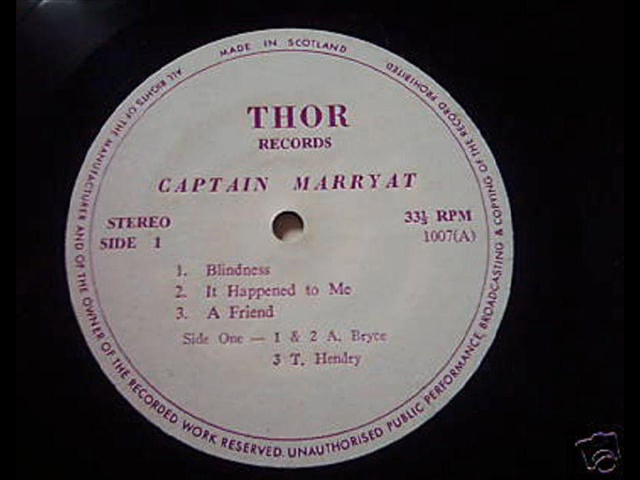 MADE IN SCOTLAND
THOR
RECORDS
CAPTAIN MARRYAT
STEREO
SIDE 1
33⅓ RPM
1007(A)
1. Blindness
2. It Happened to Me
3. A Friend
Side One — 1 & 2 A. Bryce
3 T. Hendry
ALL RIGHTS OF THE MANUFACTURER AND OF THE OWNER OF THE RECORDED WORK RESERVED. UNAUTHORISED PUBLIC PERFORMANCE, BROADCASTING & COPYING OF THE RECORD PROHIBITED